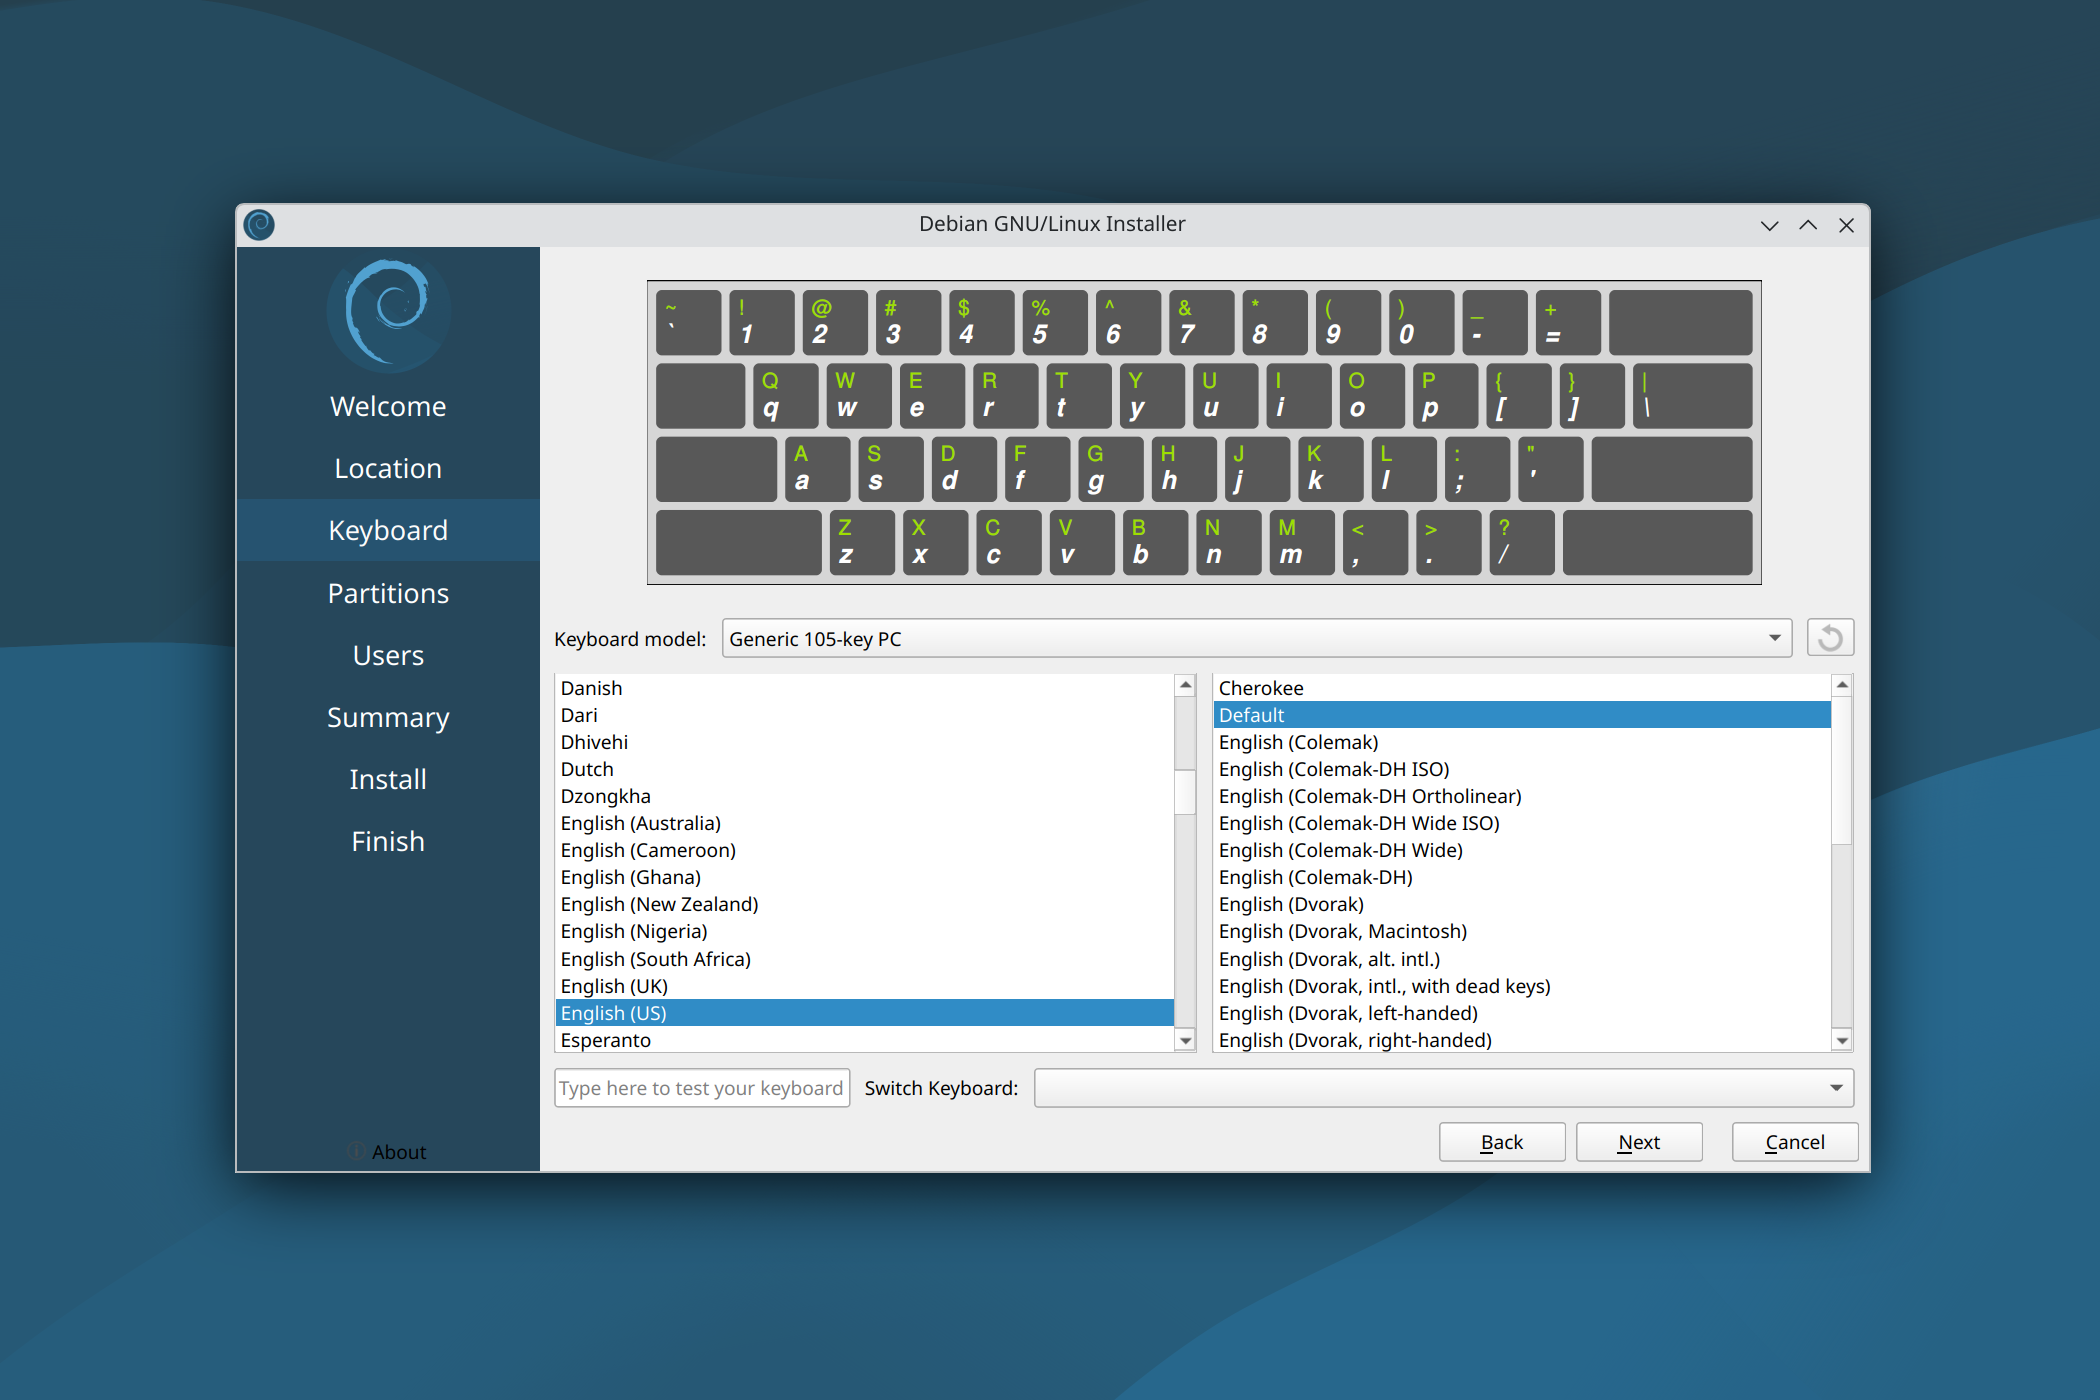 Debian GNU/Linux Installer
Welcome
Location
Keyboard
Partitions
Users
Summary
Install
Finish
About
~ ! @ # $ % ^ & * ( ) _ +
` 1 2 3 4 5 6 7 8 9 0 - =
Q W E R T Y U I O P { } |
q w e r t y u i o p [ ] \
A S D F G H J K L : "
a s d f g h j k l ; '
Z X C V B N M < > ?
z x c v b n m , . /
Keyboard model: Generic 105-key PC
Danish
Dari
Dhivehi
Dutch
Dzongkha
English (Australia)
English (Cameroon)
English (Ghana)
English (New Zealand)
English (Nigeria)
English (South Africa)
English (UK)
English (US)
Esperanto
Cherokee
Default
English (Colemak)
English (Colemak-DH ISO)
English (Colemak-DH Ortholinear)
English (Colemak-DH Wide ISO)
English (Colemak-DH Wide)
English (Colemak-DH)
English (Dvorak)
English (Dvorak, Macintosh)
English (Dvorak, alt. intl.)
English (Dvorak, intl., with dead keys)
English (Dvorak, left-handed)
English (Dvorak, right-handed)
Type here to test your keyboard Switch Keyboard:
Back Next Cancel